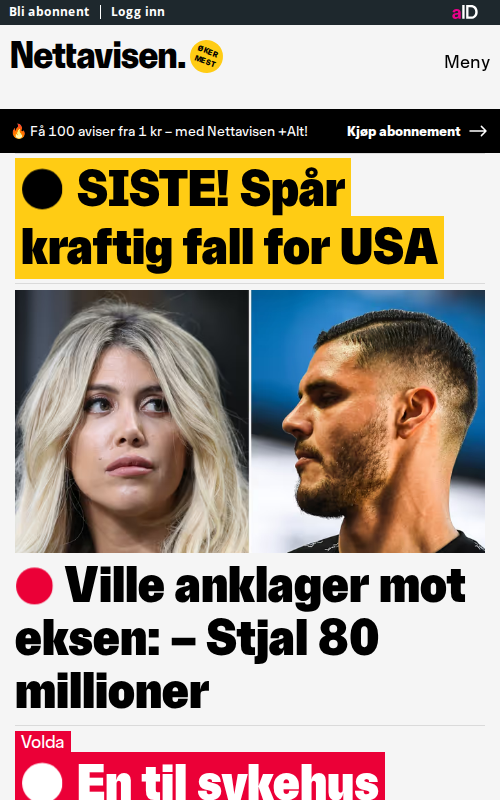 Bli abonnent | Logg inn
aID
Nettavisen.
ØKER
MEST
Meny
🔥 Få 100 aviser fra 1 kr – med Nettavisen +Alt!
Kjøp abonnement →
SISTE! Spår
kraftig fall for USA
Ville anklager mot
eksen: – Stjal 80
millioner
Volda
En til sykehus